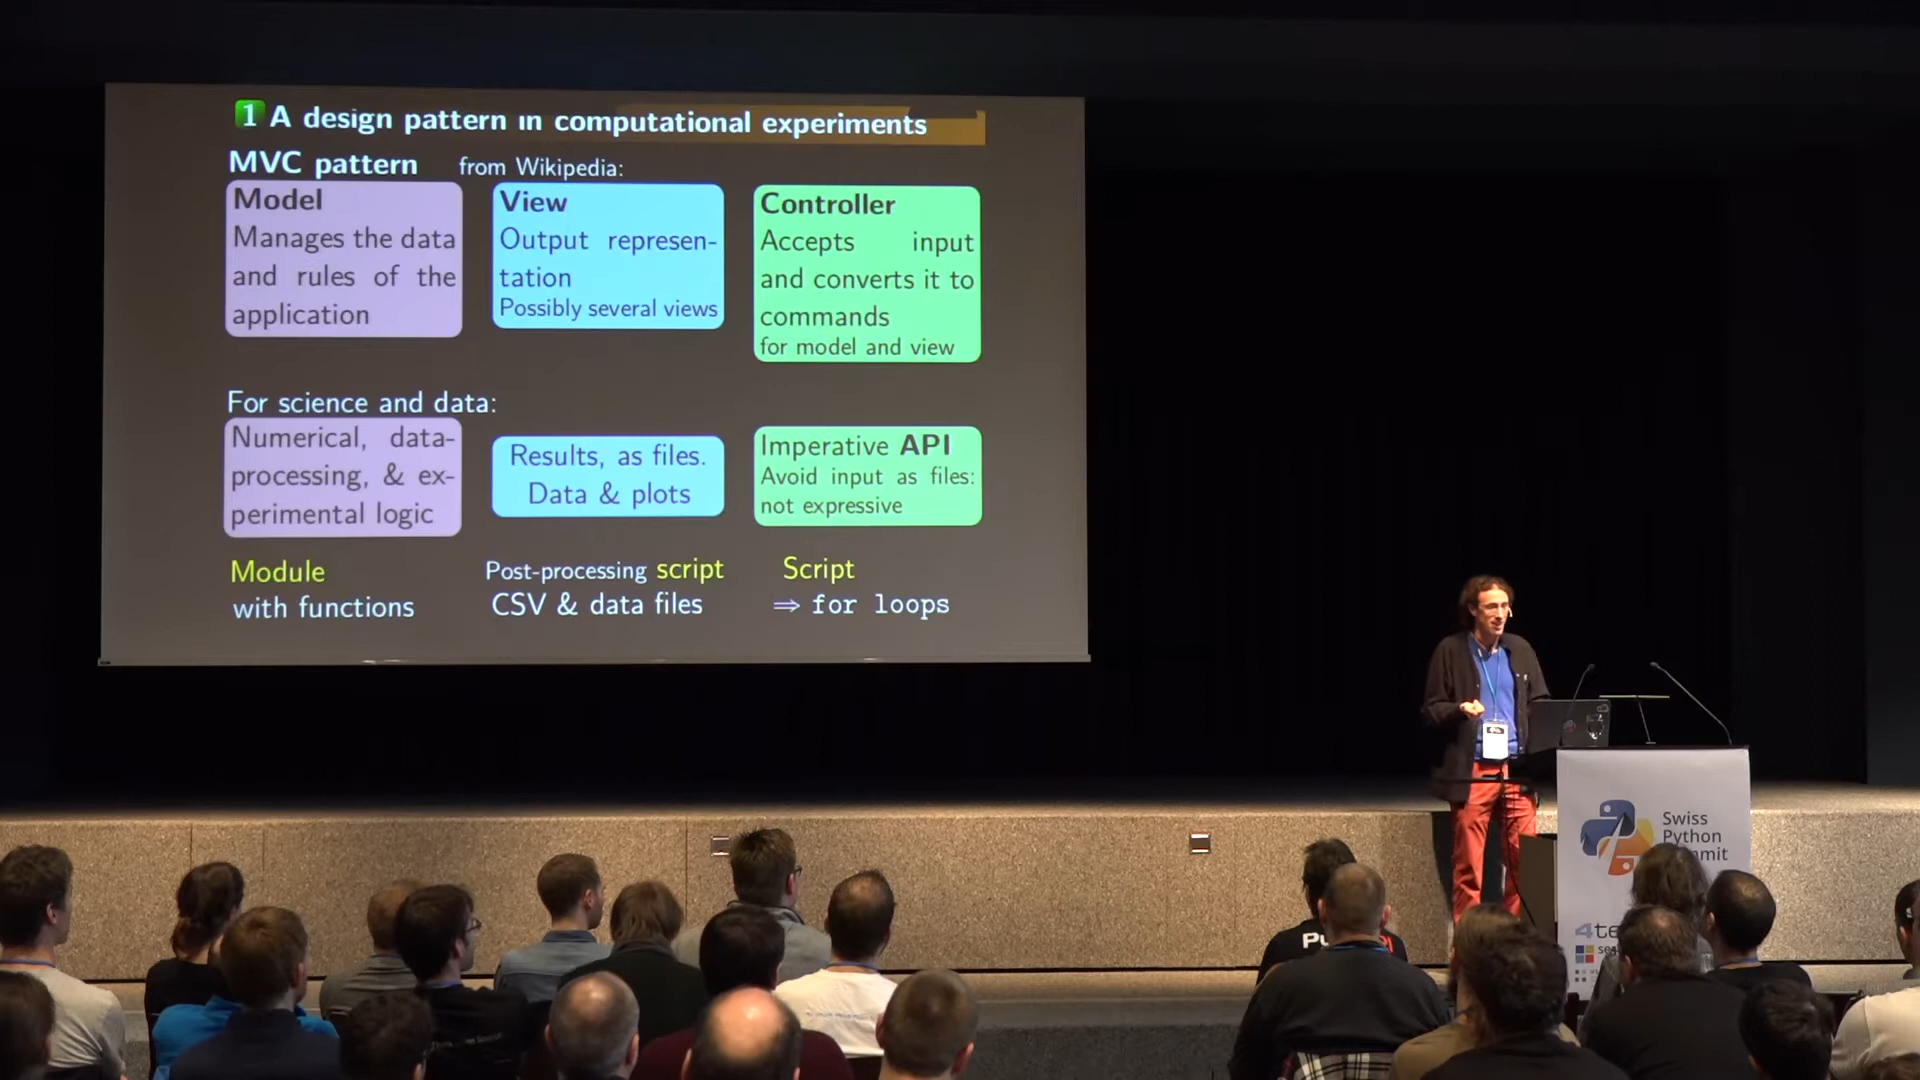 1 A design pattern in computational experiments
MVC pattern from Wikipedia:
Model
Manages the data
and rules of the
application
View
Output represen-
tation
Possibly several views
Controller
Accepts input
and converts it to
commands
for model and view
For science and data:
Numerical, data-
processing, & ex-
perimental logic
Results, as files.
Data & plots
Imperative API
Avoid input as files:
not expressive
Module
with functions
Post-processing script
CSV & data files
Script
⇒ for loops
Swiss
Python